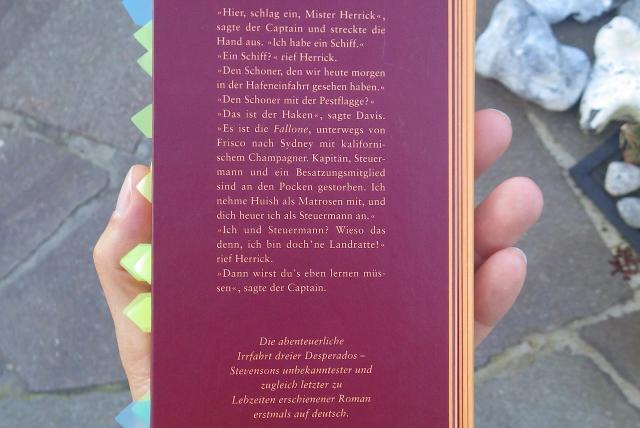 »Hier, schlag ein, Mister Herrick«,
sagte der Captain und streckte die
Hand aus. »Ich habe ein Schiff.«
»Ein Schiff?« rief Herrick.
»Den Schoner, den wir heute morgen
in der Hafeneinfahrt gesehen haben.«
»Den Schoner mit der Pestflagge?«
»Das ist der Haken«, sagte Davis.
»Es ist die Fallone, unterwegs von
Frisco nach Sydney mit kaliforni-
schem Champagner. Kapitän, Steuer-
mann und ein Besatzungsmitglied
sind an den Pocken gestorben. Ich
nehme Huish als Matrosen mit, und
dich heuer ich als Steuermann an.«
»Ich und Steuermann? Wieso das
denn, ich bin doch'ne Landratte!«
rief Herrick.
»Dann wirst du's eben lernen müs-
sen«, sagte der Captain.
Die abenteuerliche
Irrfahrt dreier Desperados –
Stevensons unbekanntester und
zugleich letzter zu
Lebzeiten erschienener Roman
erstmals auf deutsch.